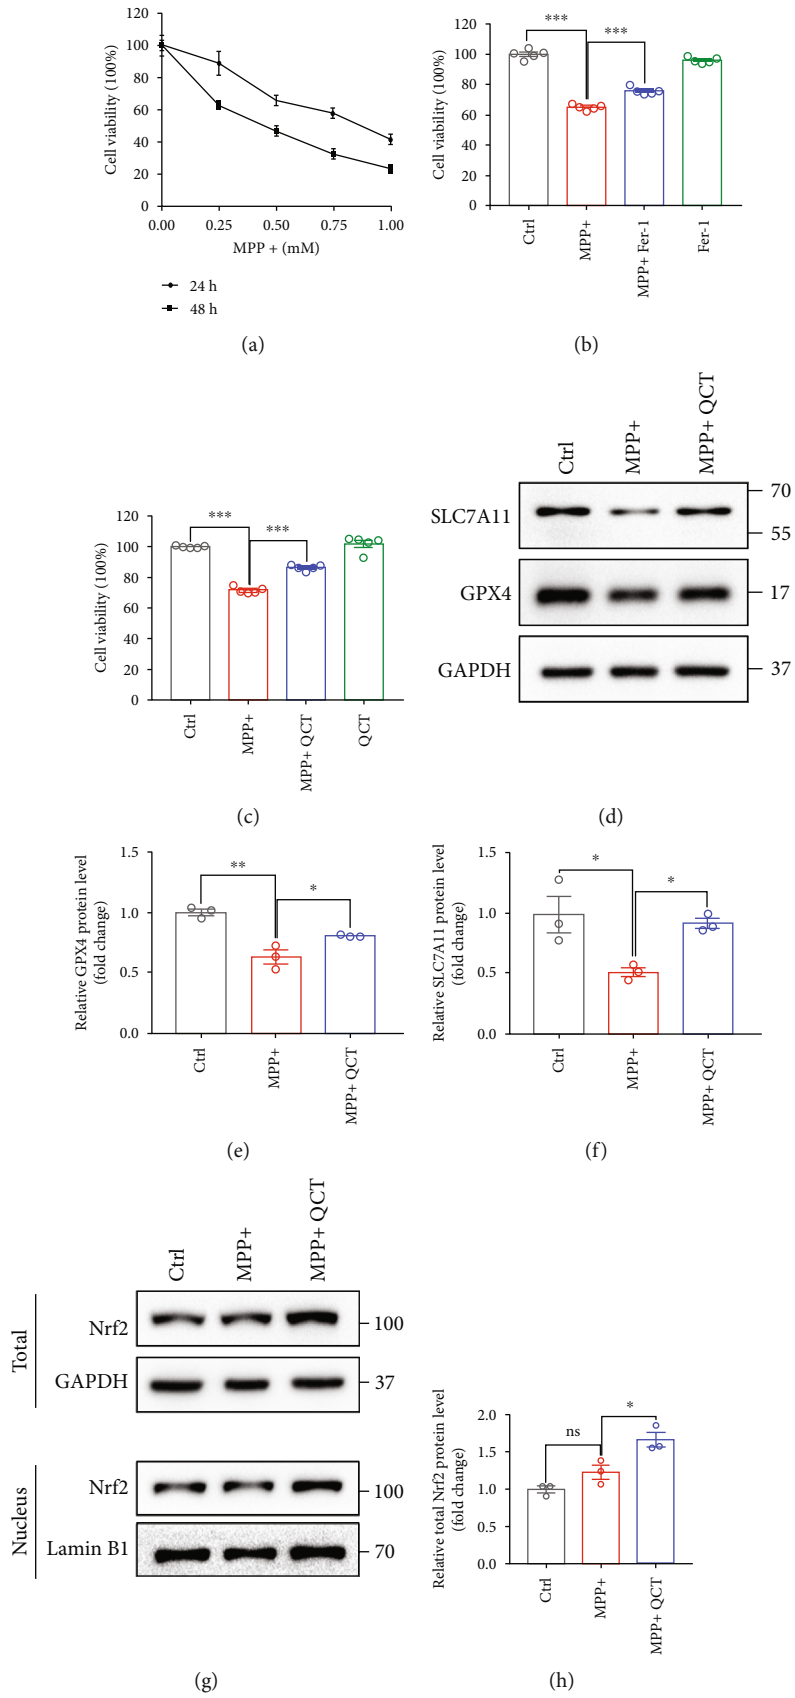 120
100
80
60
40
20
0
Cell viability (100%)
0.00 0.25 0.50 0.75 1.00
MPP + (mM)
24 h
48 h
(a)
120
100
80
60
40
20
0
Cell viability (100%)
*** ***
Ctrl
MPP+
MPP+ Fer-1
Fer-1
(b)
120
100
80
60
40
20
0
Cell viability (100%)
*** ***
Ctrl
MPP+
MPP+ QCT
QCT
(c)
Ctrl
MPP+
MPP+ QCT
SLC7A11
70
55
GPX4
17
GAPDH
37
(d)
1.5
1.0
0.5
0.0
Relative GPX4 protein level
(fold change)
** *
Ctrl
MPP+
MPP+ QCT
(e)
1.5
1.0
0.5
0.0
Relative SLC7A11 protein level
(fold change)
* *
Ctrl
MPP+
MPP+ QCT
(f)
Ctrl
MPP+
MPP+ QCT
Total
Nrf2
100
GAPDH
37
Nucleus
Nrf2
100
Lamin B1
70
(g)
2.0
1.5
1.0
0.5
0.0
Relative total Nrf2 protein level
(fold change)
ns *
Ctrl
MPP+
MPP+ QCT
(h)